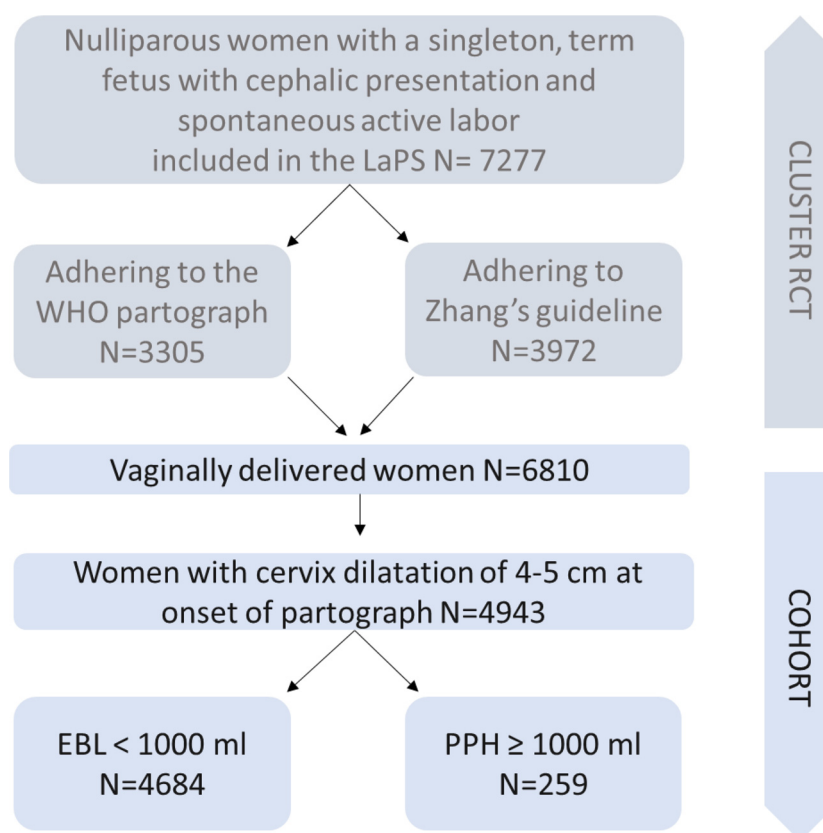 Nulliparous women with a singleton, term
fetus with cephalic presentation and
spontaneous active labor
included in the LaPS N= 7277
CLUSTER RCT
Adhering to the
WHO partograph
N=3305
Adhering to
Zhang's guideline
N=3972
Vaginally delivered women N=6810
Women with cervix dilatation of 4-5 cm at
onset of partograph N=4943
COHORT
EBL < 1000 ml
N=4684
PPH ≥ 1000 ml
N=259